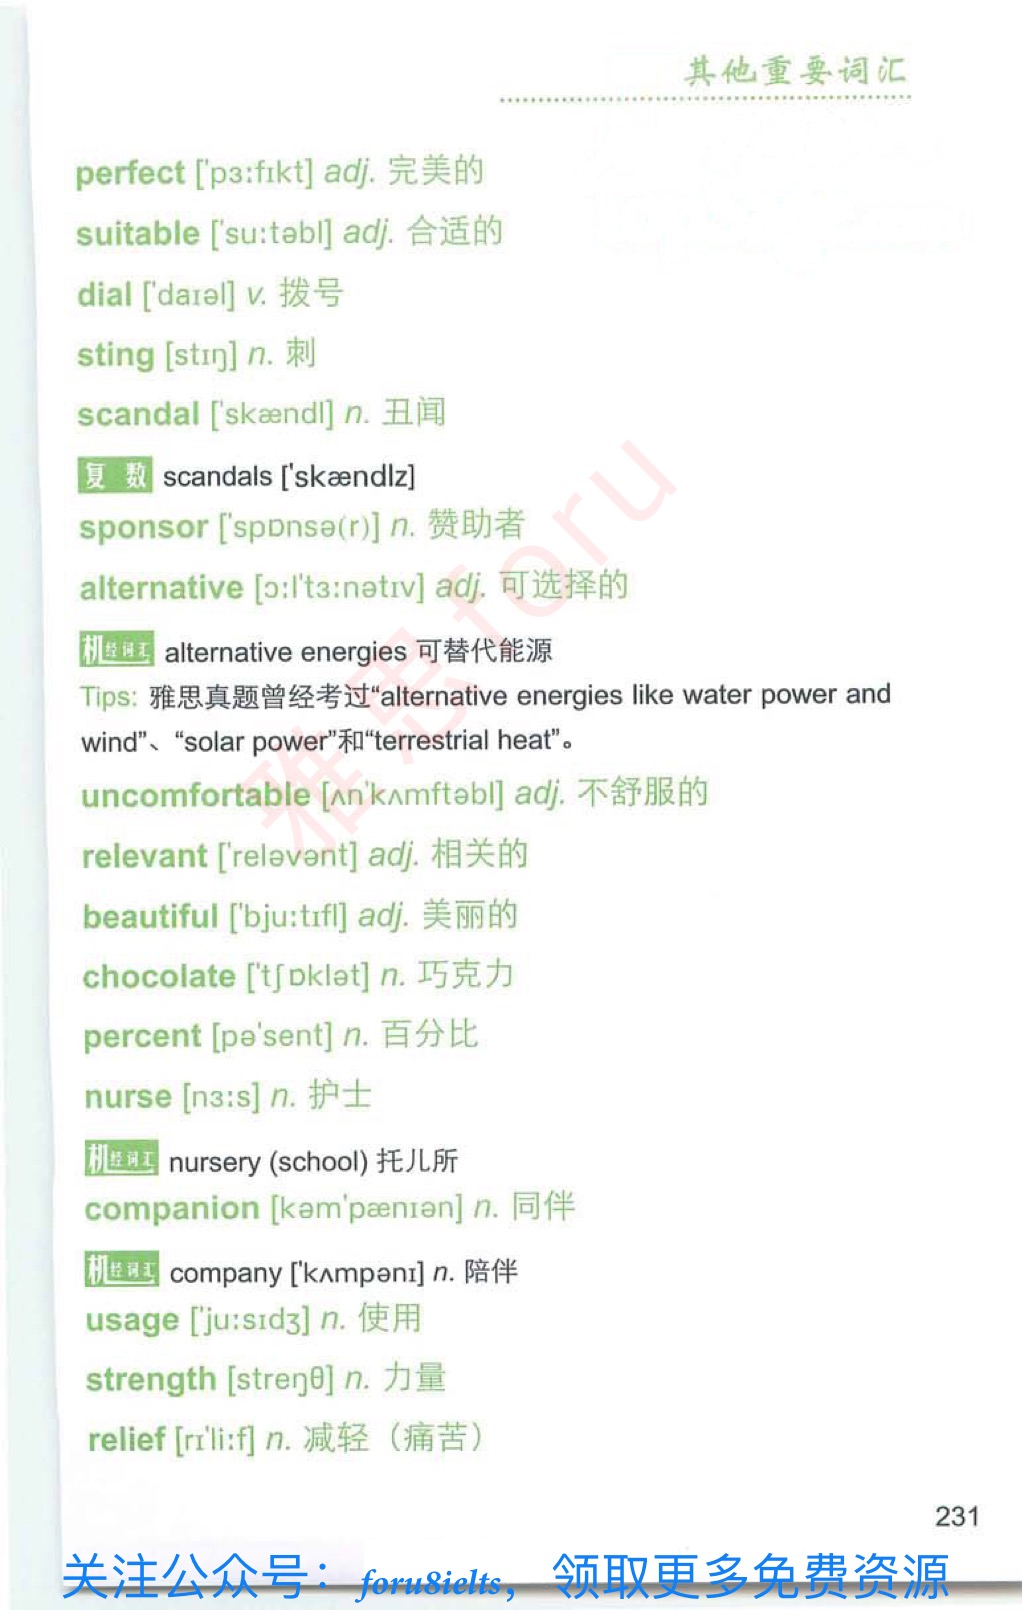 其他重要词汇
perfect ['pɜ:fɪkt] adj. 完美的
suitable ['su:təbl] adj. 合适的
dial ['daɪəl] v. 拨号
sting [stɪŋ] n. 刺
scandal ['skændl] n. 丑闻
复数 scandals ['skændlz]
sponsor ['spɒnsə(r)] n. 赞助者
alternative [ɔ:l'tɜ:nətɪv] adj. 可选择的
机经词汇 alternative energies 可替代能源
Tips: 雅思真题曾经考过“alternative energies like water power and
wind”、“solar power”和“terrestrial heat”。
uncomfortable [ʌn'kʌmftəbl] adj. 不舒服的
relevant ['reləvənt] adj. 相关的
beautiful ['bju:tɪfl] adj. 美丽的
chocolate ['tʃɒklət] n. 巧克力
percent [pə'sent] n. 百分比
nurse [nɜ:s] n. 护士
机经词汇 nursery (school) 托儿所
companion [kəm'pænɪən] n. 同伴
机经词汇 company ['kʌmpənɪ] n. 陪伴
usage ['ju:sɪdʒ] n. 使用
strength [streŋθ] n. 力量
relief [rɪ'li:f] n. 减轻（痛苦）
231
雅思foru
关注公众号：foru8ielts，领取更多免费资源